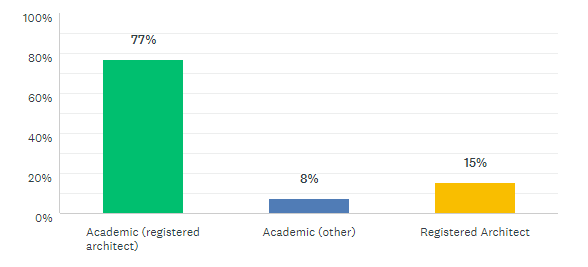 100%
77%
80%
60%
40%
15%
20%
8%
0%
Academic (registered
architect)
Academic (other)
Registered Architect